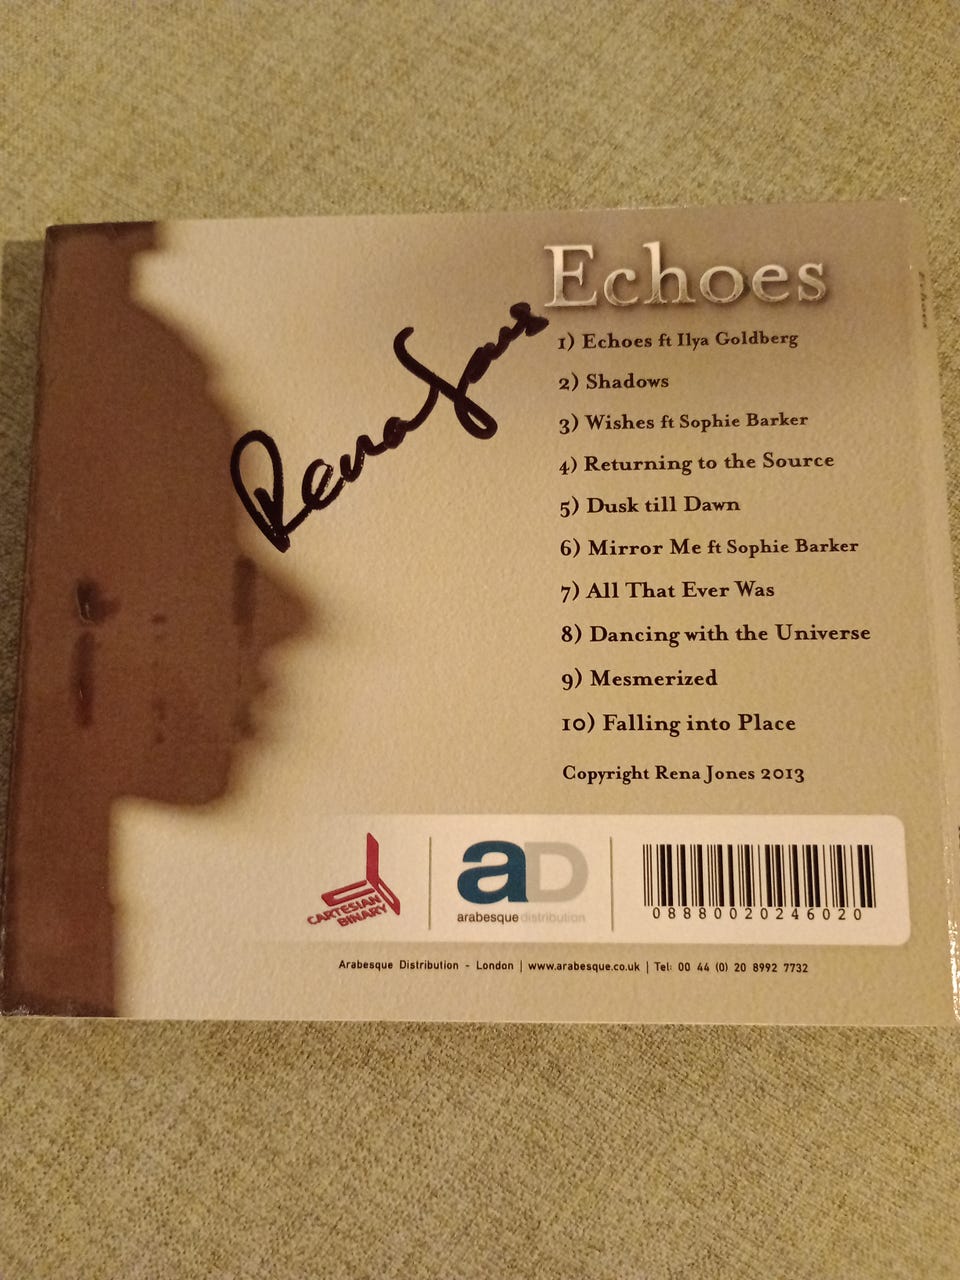 Echoes
Rena Jones
1) Echoes ft Ilya Goldberg
2) Shadows
3) Wishes ft Sophie Barker
4) Returning to the Source
5) Dusk till Dawn
6) Mirror Me ft Sophie Barker
7) All That Ever Was
8) Dancing with the Universe
9) Mesmerized
10) Falling into Place
Copyright Rena Jones 2013
CARTESIAN
BINARY
aD
arabesque distribution
0880020246020
Arabesque Distribution - London | www.arabesque.co.uk | Tel: 00 44 (0) 20 8992 7732
Echoes